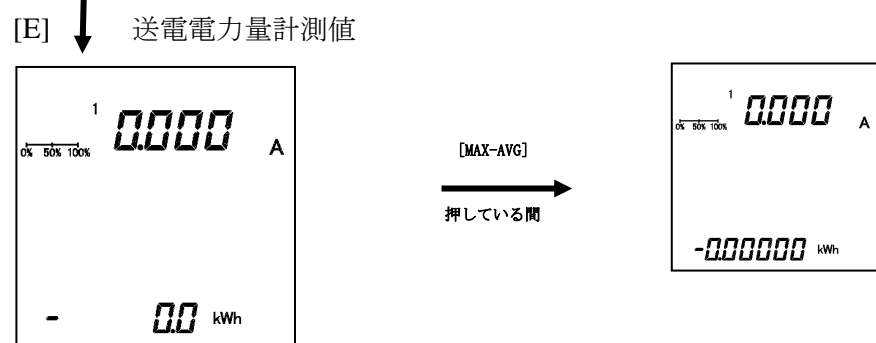 [E] 送電電力量計測値
1
0.000 A
0% 50% 100%
- 0.0 kWh
[MAX-AVG]
押している間
1
0.000 A
0% 50% 100%
-0.00000 kWh